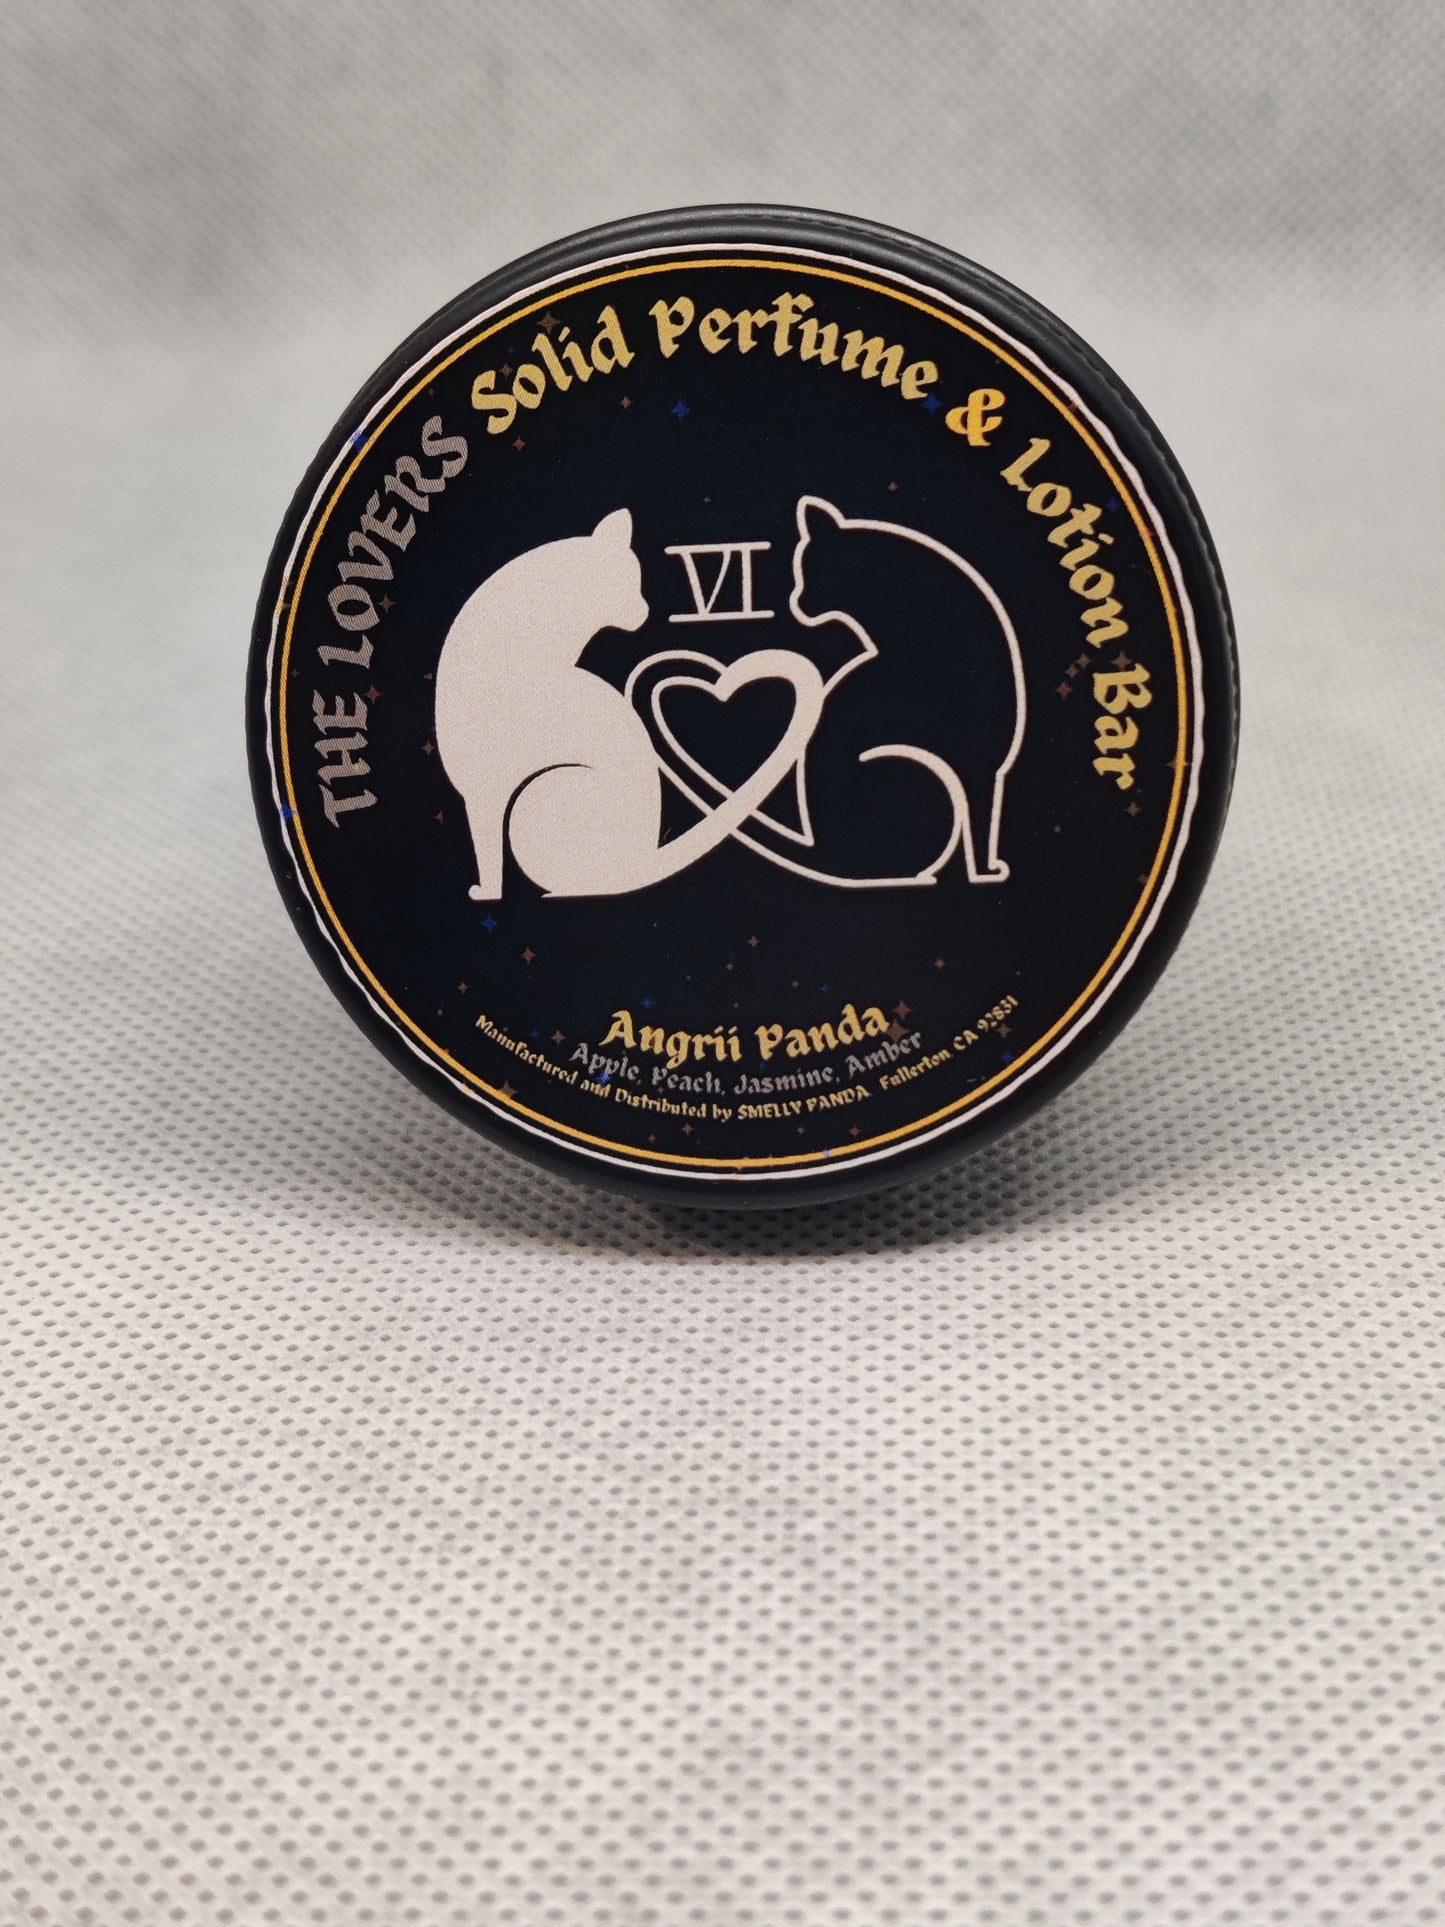 THE LOVERS Solid Perfume & Lotion Bar
VI
Angrii Panda
Apple, Peach, Jasmine, Amber
Manufactured and Distributed by SMELLY PANDA Fullerton, CA 92831